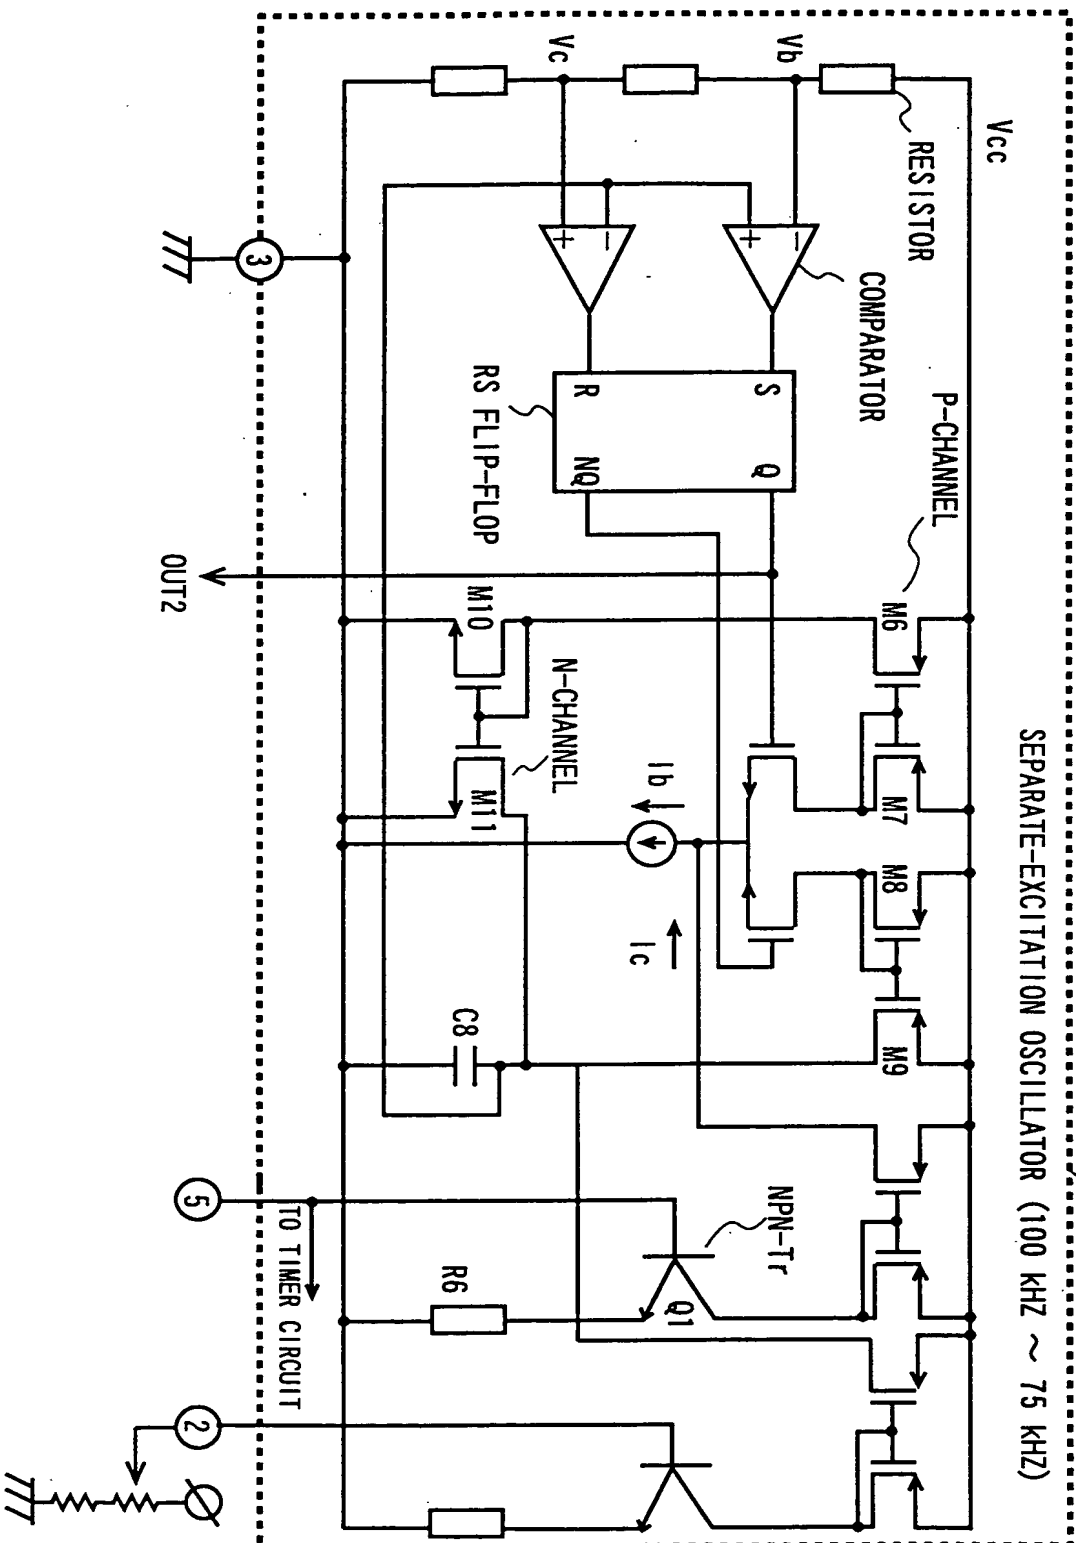 SEPARATE-EXCITATION OSCILLATOR (100 kHZ ~ 75 kHZ)
Vcc
RESISTOR
P-CHANNEL
Vb
Vc
COMPARATOR
−
+
−
+
S
Q
R
NQ
RS FLIP-FLOP
M6
M7
M8
M9
NPN-Tr
Q1
Ib
Ic
N-CHANNEL
M10
M11
C8
R6
TO TIMER CIRCUIT
3
OUT2
5
2